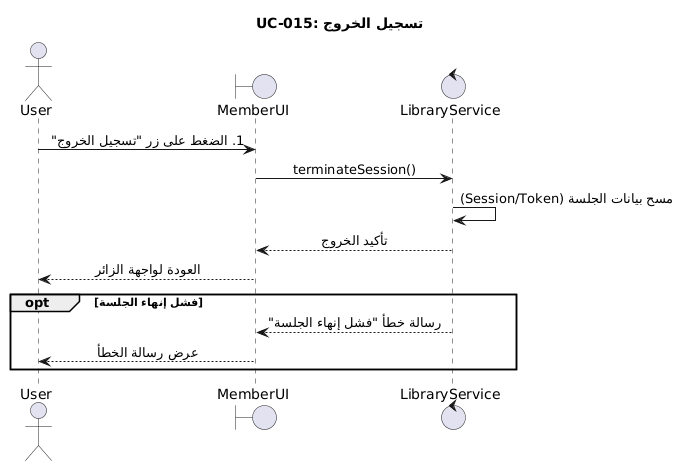 UC-015: تسجيل الخروج
User
MemberUI
LibraryService
1. الضغط على زر "تسجيل الخروج"
terminateSession()
مسح بيانات الجلسة (Session/Token)
تأكيد الخروج
العودة لواجهة الزائر
opt [فشل إنهاء الجلسة]
رسالة خطأ "فشل إنهاء الجلسة"
عرض رسالة الخطأ
User
MemberUI
LibraryService